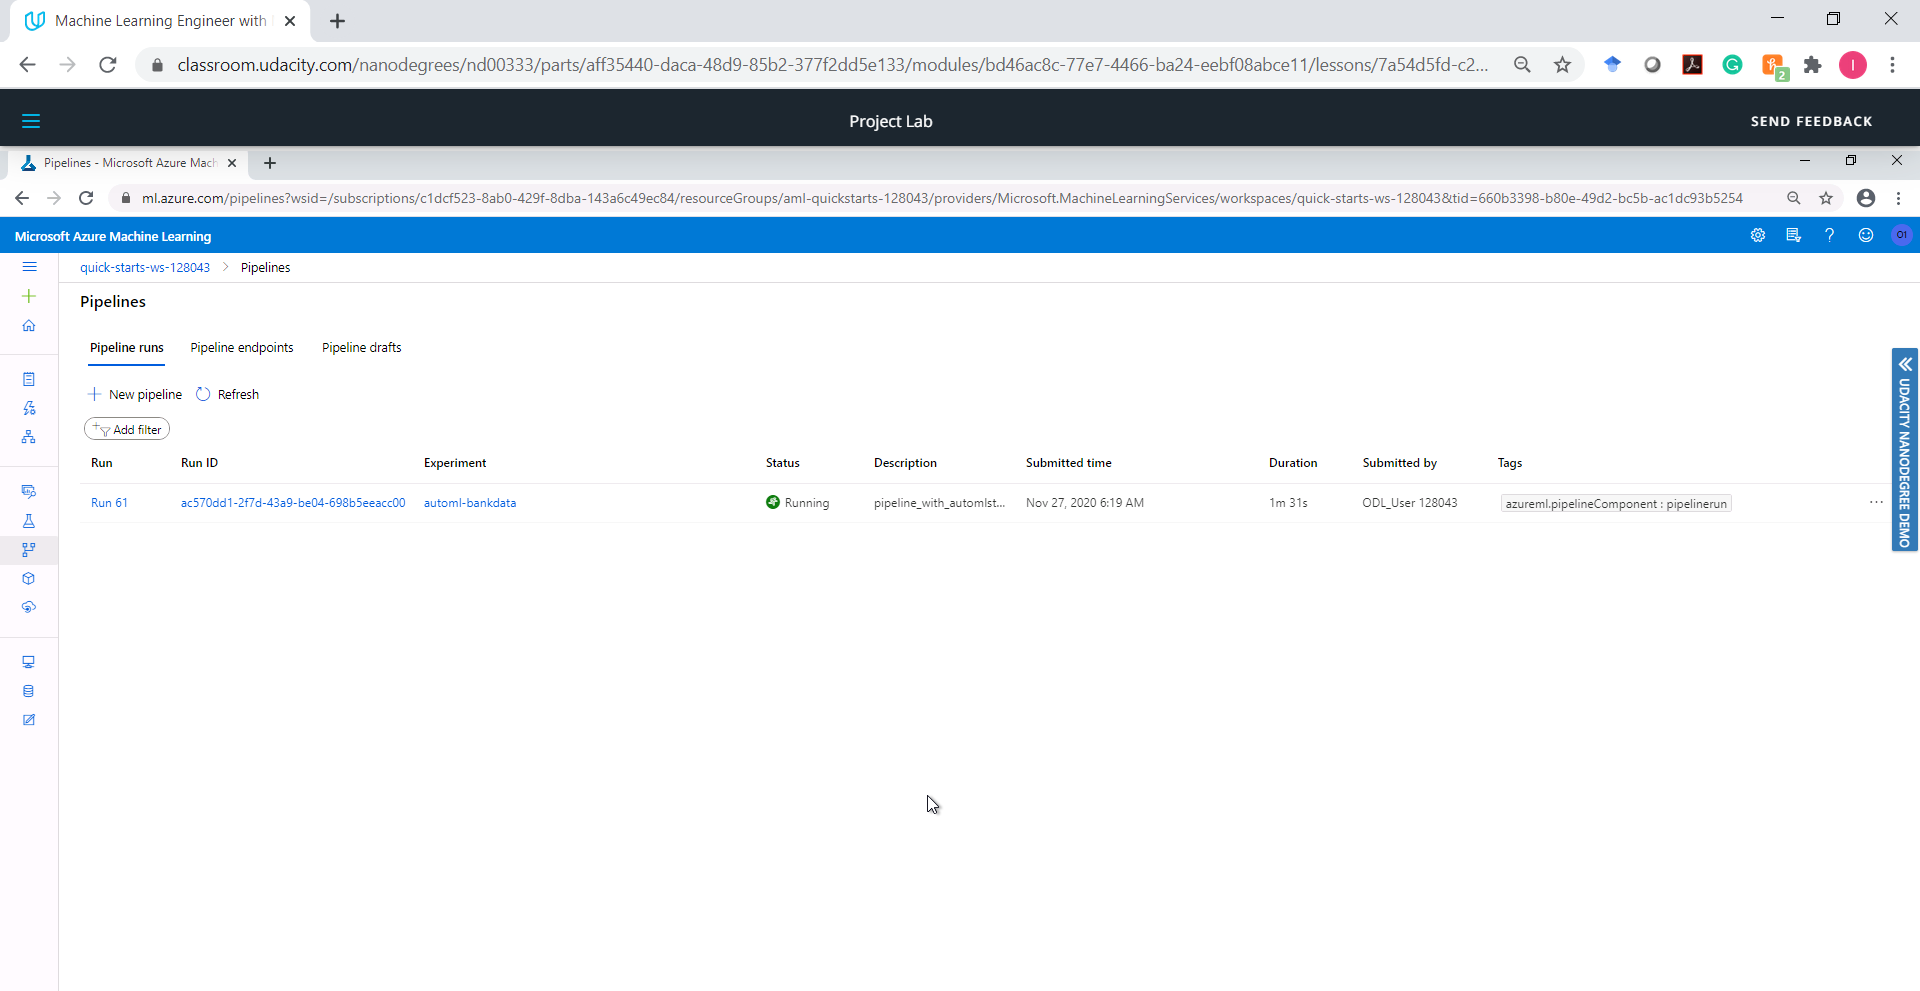 Machine Learning Engineer with
classroom.udacity.com/nanodegrees/nd00333/parts/aff35440-daca-48d9-85b2-377f2dd5e133/modules/bd46ac8c-77e7-4466-ba24-eebf08abce11/lessons/7a54d5fd-c2...
2
I
Project Lab
SEND FEEDBACK
Pipelines - Microsoft Azure Mach
ml.azure.com/pipelines?wsid=/subscriptions/c1dcf523-8ab0-429f-8dba-143a6c49ec84/resourceGroups/aml-quickstarts-128043/providers/Microsoft.MachineLearningServices/workspaces/quick-starts-ws-128043&tid=660b3398-b80e-49d2-bc5b-ac1dc93b5254
Microsoft Azure Machine Learning
O1
quick-starts-ws-128043 > Pipelines
Pipelines
Pipeline runs Pipeline endpoints Pipeline drafts
New pipeline Refresh
Add filter
Run Run ID Experiment Status Description Submitted time Duration Submitted by Tags
Run 61 ac570dd1-2f7d-43a9-be04-698b5eeacc00 automl-bankdata Running pipeline_with_automlst... Nov 27, 2020 6:19 AM 1m 31s ODL_User 128043 azureml.pipelineComponent : pipelinerun
UDACITY NANODEGREE DEMO